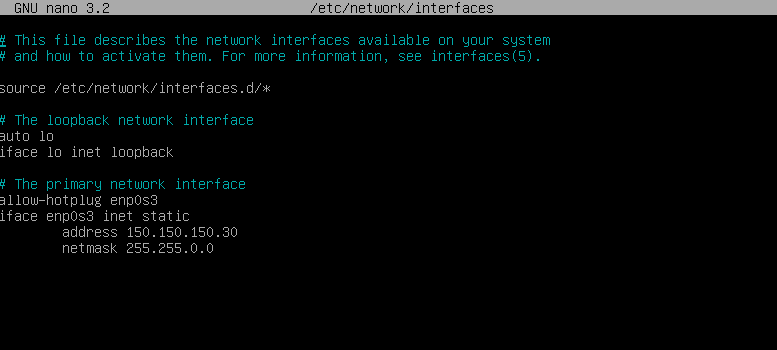 GNU nano 3.2 /etc/network/interfaces
# This file describes the network interfaces available on your system
# and how to activate them. For more information, see interfaces(5).
source /etc/network/interfaces.d/*
# The loopback network interface
auto lo
iface lo inet loopback
# The primary network interface
allow-hotplug enp0s3
iface enp0s3 inet static
address 150.150.150.30
netmask 255.255.0.0